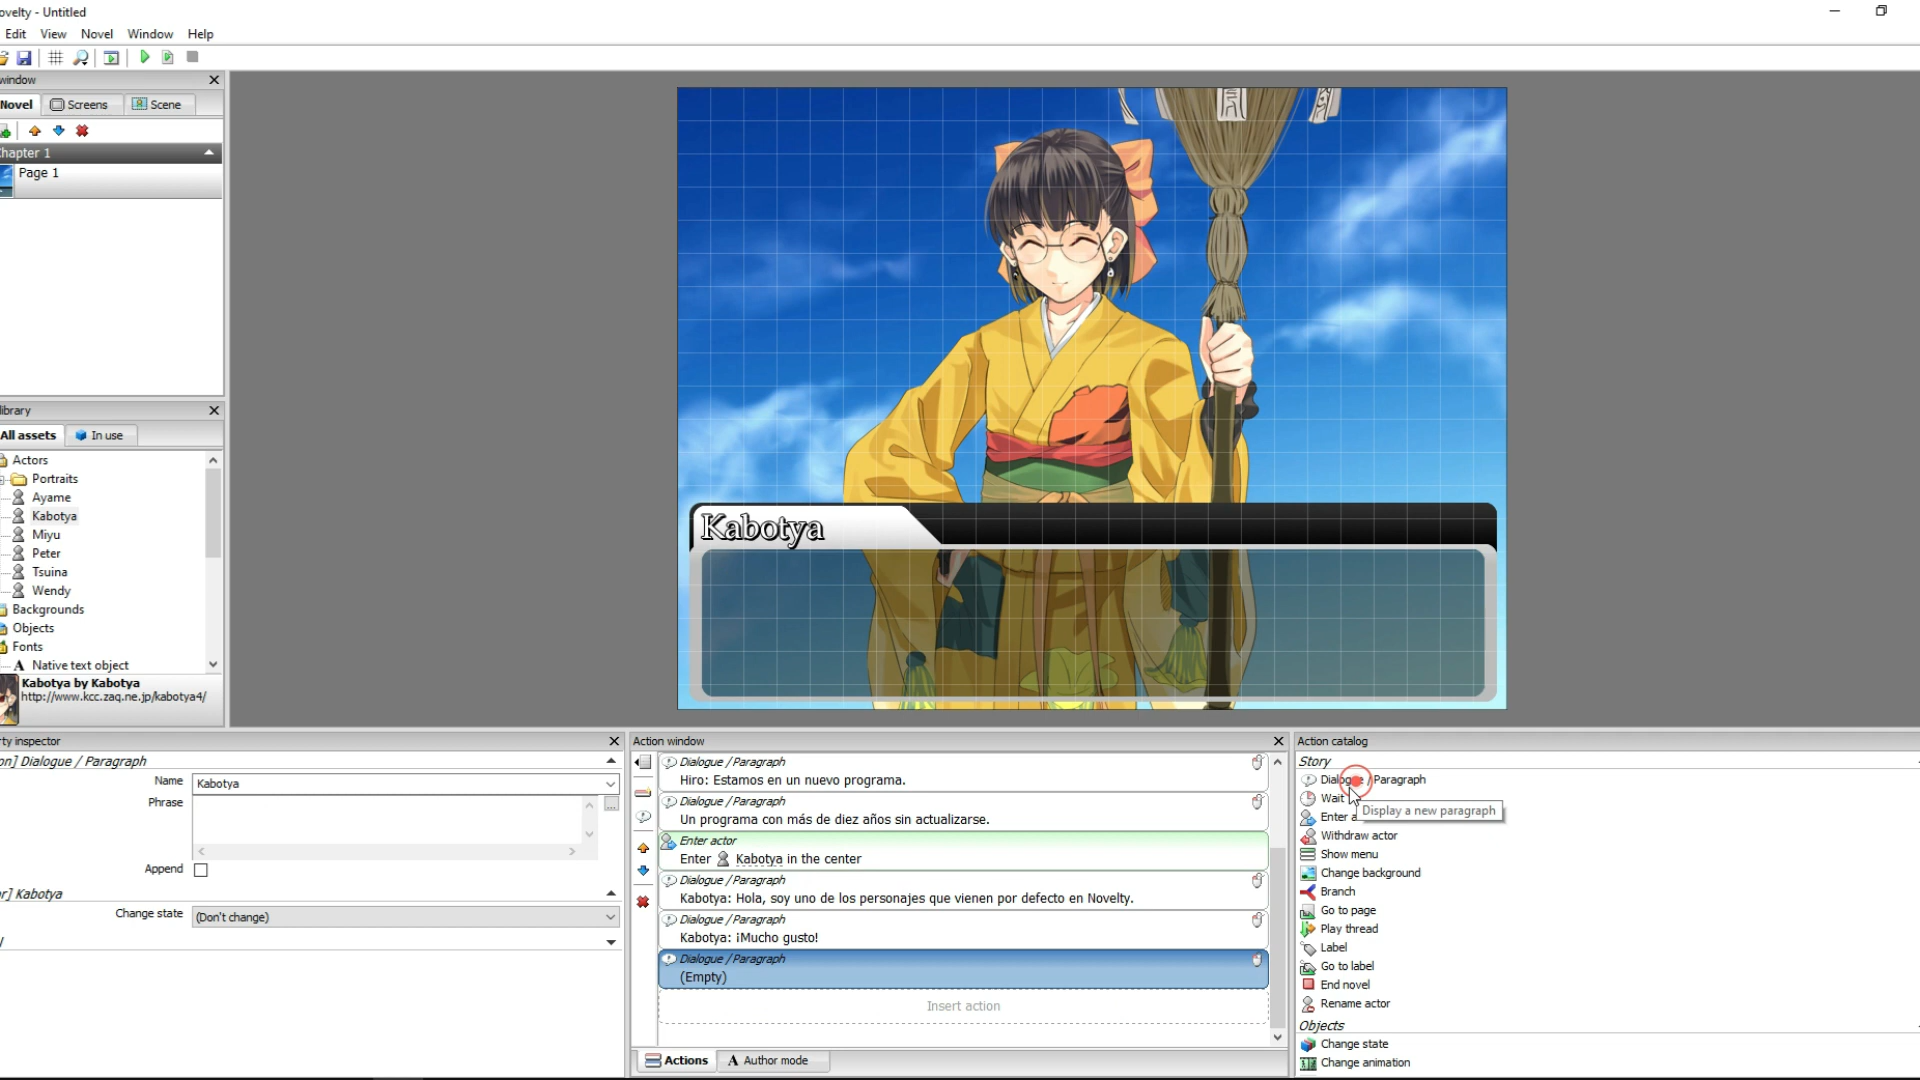 ovelty - Untitled
Edit View Novel Window Help
window
Novel Screens Scene
hapter 1
Page 1
ibrary
All assets In use
Actors
Portraits
Ayame
Kabotya
Miyu
Peter
Tsuina
Wendy
Backgrounds
Objects
Fonts
A Native text object
Kabotya by Kabotya
http://www.kcc.zaq.ne.jp/kabotya4/
Kabotya
ty inspector
on] Dialogue / Paragraph
Name Kabotya
Phrase
...
Append
r] Kabotya
Change state (Don't change)
Action window
Dialogue / Paragraph
Hiro: Estamos en un nuevo programa.
Dialogue / Paragraph
Un programa con más de diez años sin actualizarse.
Enter actor
Enter Kabotya in the center
Dialogue / Paragraph
Kabotya: Hola, soy uno de los personajes que vienen por defecto en Novelty.
Dialogue / Paragraph
Kabotya: ¡Mucho gusto!
Dialogue / Paragraph
(Empty)
Insert action
Actions A Author mode
Action catalog
Story
Dialogue / Paragraph
Wait
Display a new paragraph
Enter a
Withdraw actor
Show menu
Change background
Branch
Go to page
Play thread
Label
Go to label
End novel
Rename actor
Objects
Change state
Change animation